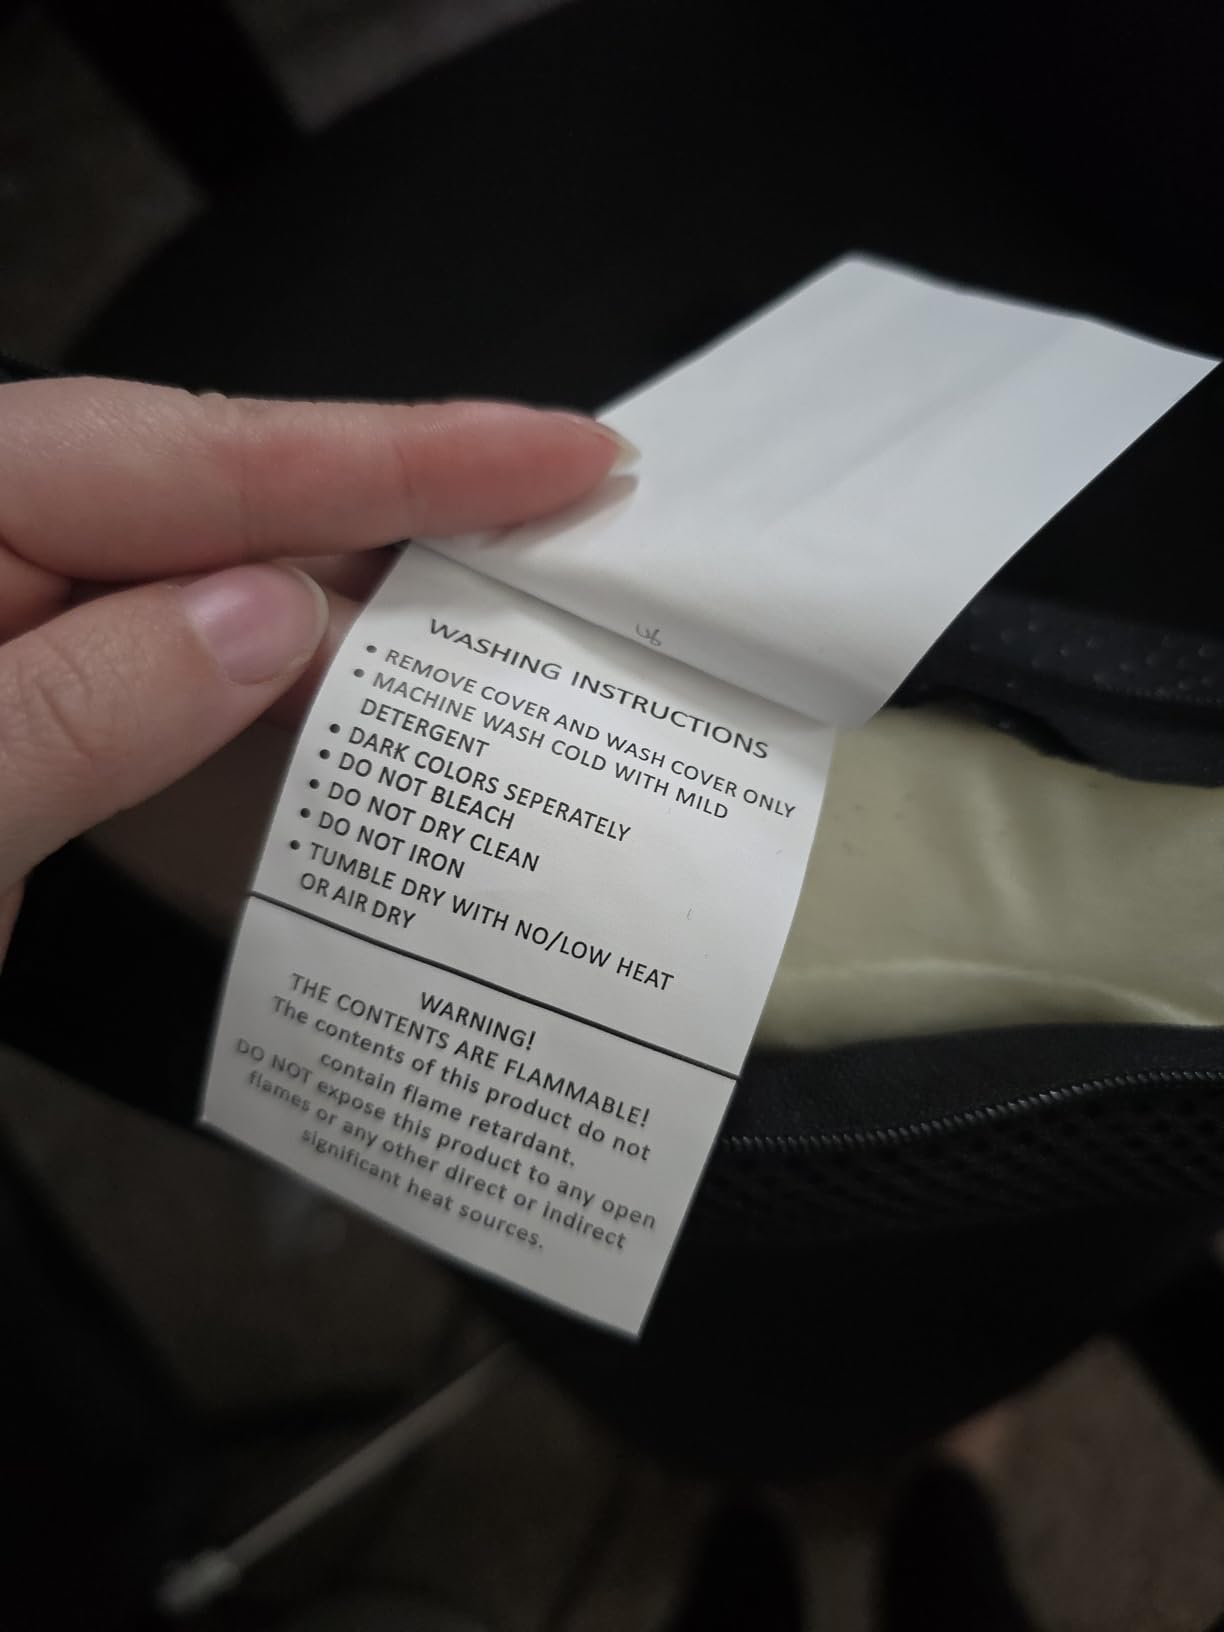 WASHING INSTRUCTIONS
• REMOVE COVER AND WASH COVER ONLY
• MACHINE WASH COLD WITH MILD
DETERGENT
• DARK COLORS SEPERATELY
• DO NOT BLEACH
• DO NOT DRY CLEAN
• DO NOT IRON
• TUMBLE DRY WITH NO/LOW HEAT
OR AIR DRY
WARNING!
THE CONTENTS ARE FLAMMABLE!
The contents of this product do not
contain flame retardant.
DO NOT expose this product to any open
flames or any other direct or indirect
significant heat sources.